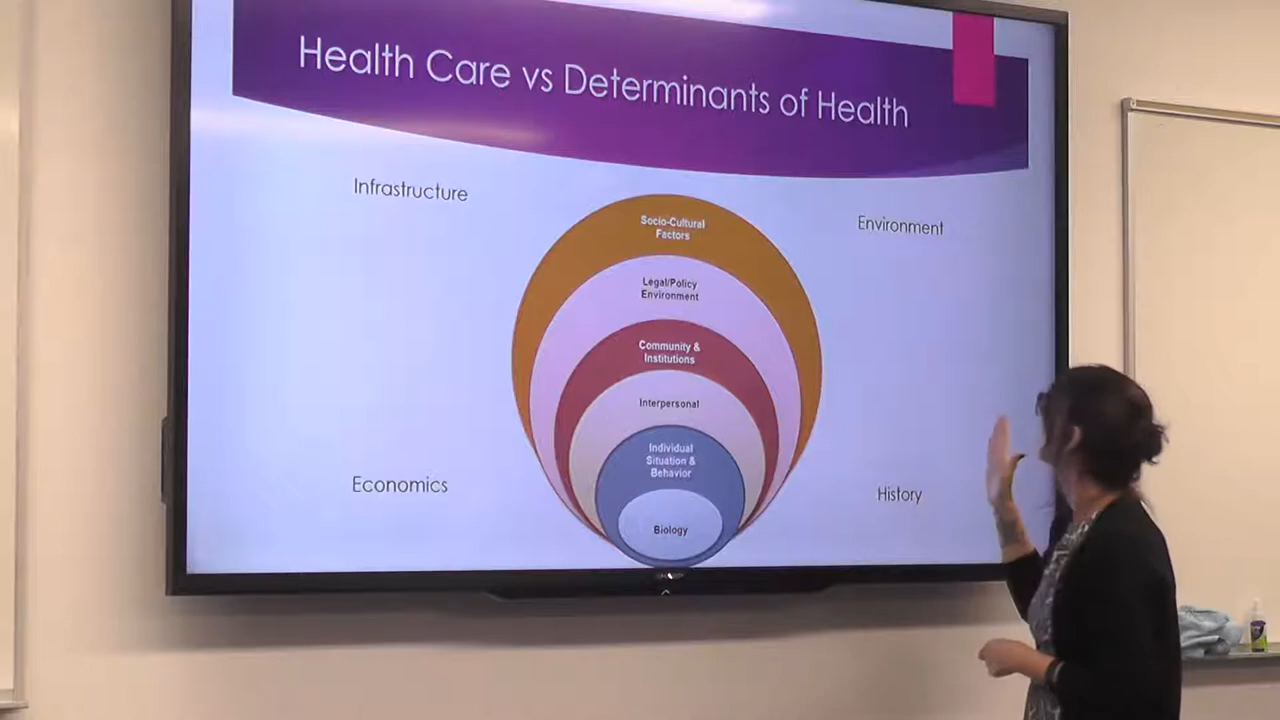 Health Care vs Determinants of Health
Infrastructure
Environment
Socio-Cultural
Factors
Legal/Policy
Environment
Community &
Institutions
Interpersonal
Individual
Situation &
Behavior
Biology
Economics
History